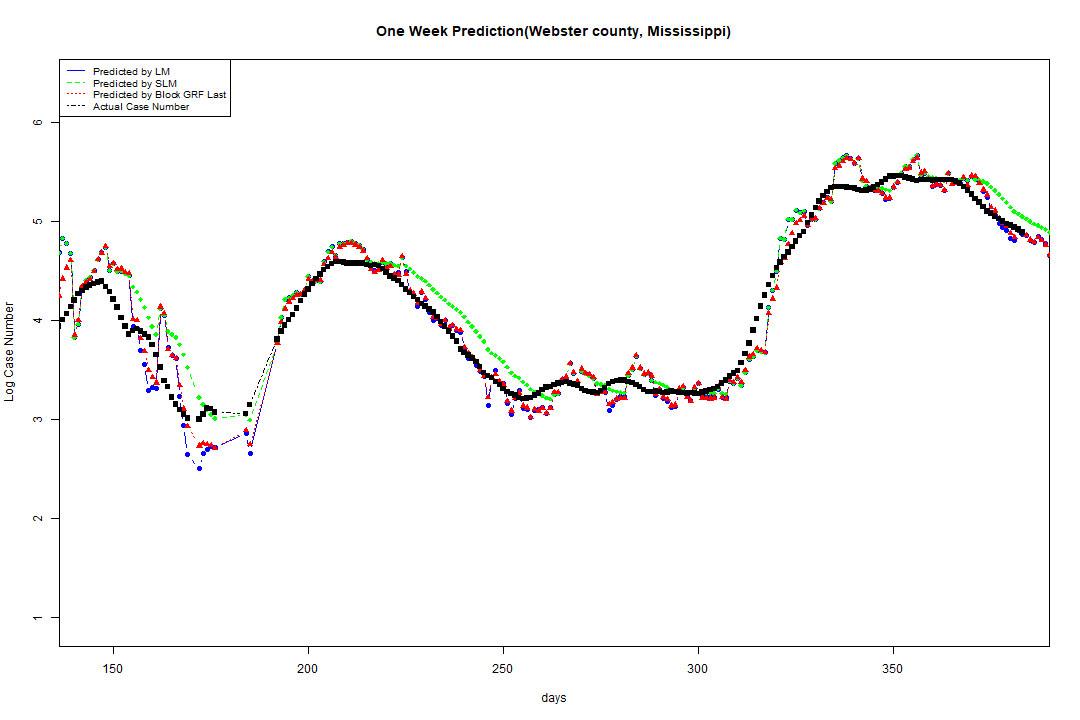 One Week Prediction(Webster county, Mississippi)
Predicted by LM
Predicted by SLM
Predicted by Block GRF Last
Actual Case Number
Log Case Number
6
5
4
3
2
1
150 200 250 300 350
days